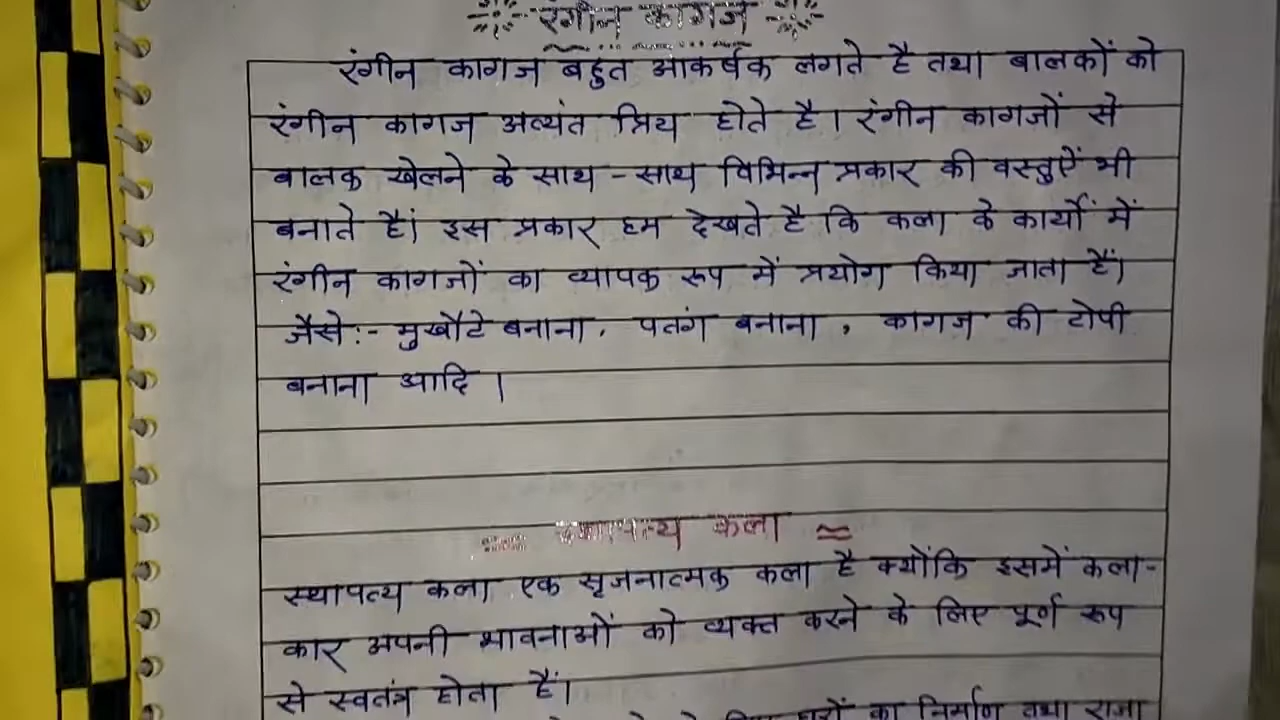 रंगीन कागज
रंगीन कागज बहुत आकर्षक लगते है तथा बालकों को
रंगीन कागज अत्यंत प्रिय होते है। रंगीन कागजों से
बालक खेलने के साथ-साथ विभिन्न प्रकार की वस्तुऐं भी
बनाते हैं। इस प्रकार हम देखते है कि कला के कार्यों में
रंगीन कागजों का व्यापक रूप में प्रयोग किया जाता हैं।
जैसे:- मुखौटे बनाना, पतंग बनाना, कागज की टोपी
बनाना आदि।
स्थापत्य कला
स्थापत्य कला एक सृजनात्मक कला है क्योंकि इसमें कला-
कार अपनी भावनाओं को व्यक्त करने के लिए पूर्ण रूप
से स्वतंत्र होता हैं।
घरों का निर्माण तथा राजा